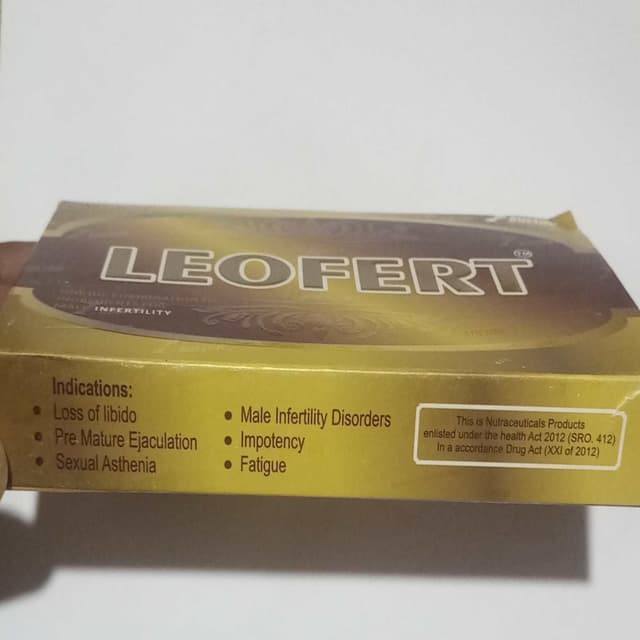 LEOFERT
INFERTILITY
Indications:
• Loss of libido
• Pre Mature Ejaculation
• Sexual Asthenia
• Male Infertility Disorders
• Impotency
• Fatigue
This is Nutraceuticals Products
enlisted under the health Act 2012 (SRO. 412)
In a accordance Drug Act (XXI of 2012)